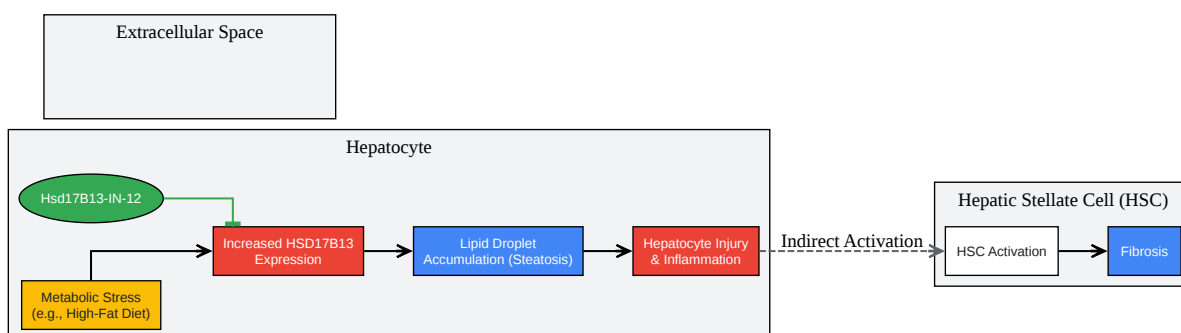 Extracellular Space
Hepatocyte
Hsd17B13-IN-12
Metabolic Stress
(e.g., High-Fat Diet)
Increased HSD17B13
Expression
Lipid Droplet
Accumulation (Steatosis)
Hepatocyte Injury
& Inflammation
Indirect Activation
Hepatic Stellate Cell (HSC)
HSC Activation
Fibrosis